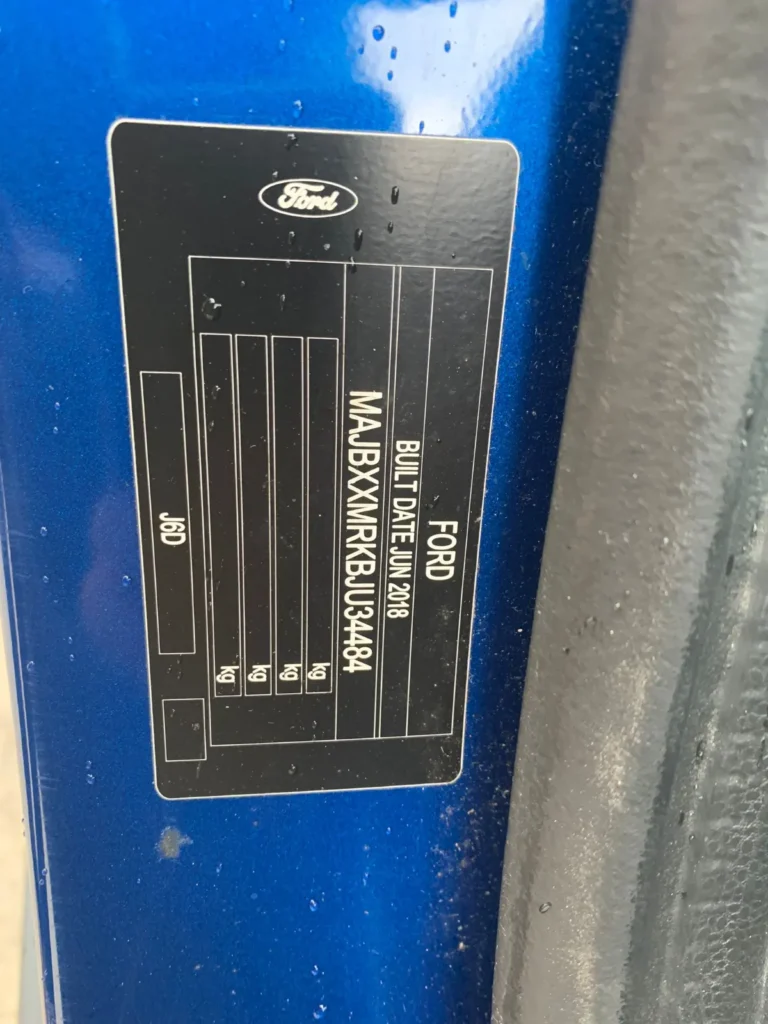 Ford
FORD
BUILT DATE JUN 2018
MAJBXXMRKBJU34484
kg
kg
kg
kg
J6D